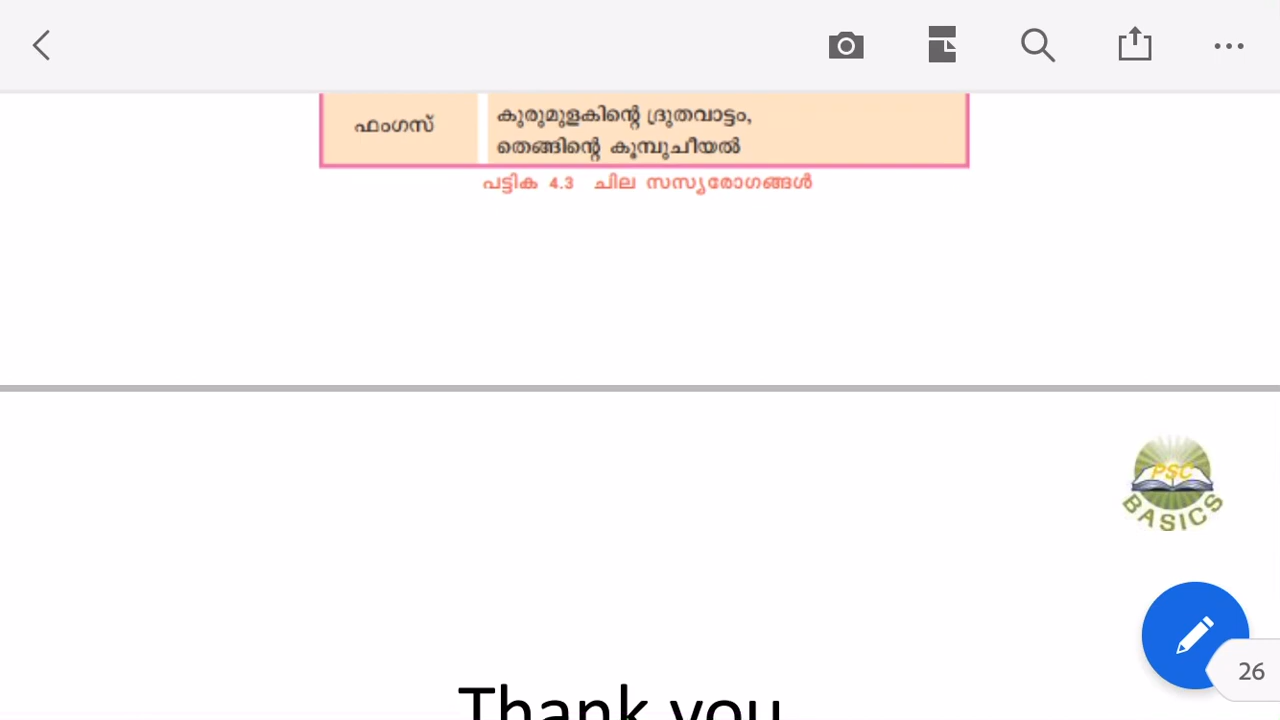 ഫംഗസ്
കുരുമുളകിന്റെ ദ്രുതവാട്ടം,
തെങ്ങിന്റെ കൂമ്പുചീയൽ
പട്ടിക 4.3 ചില സസ്യരോഗങ്ങൾ
PSC
BASICS
26
Thank you